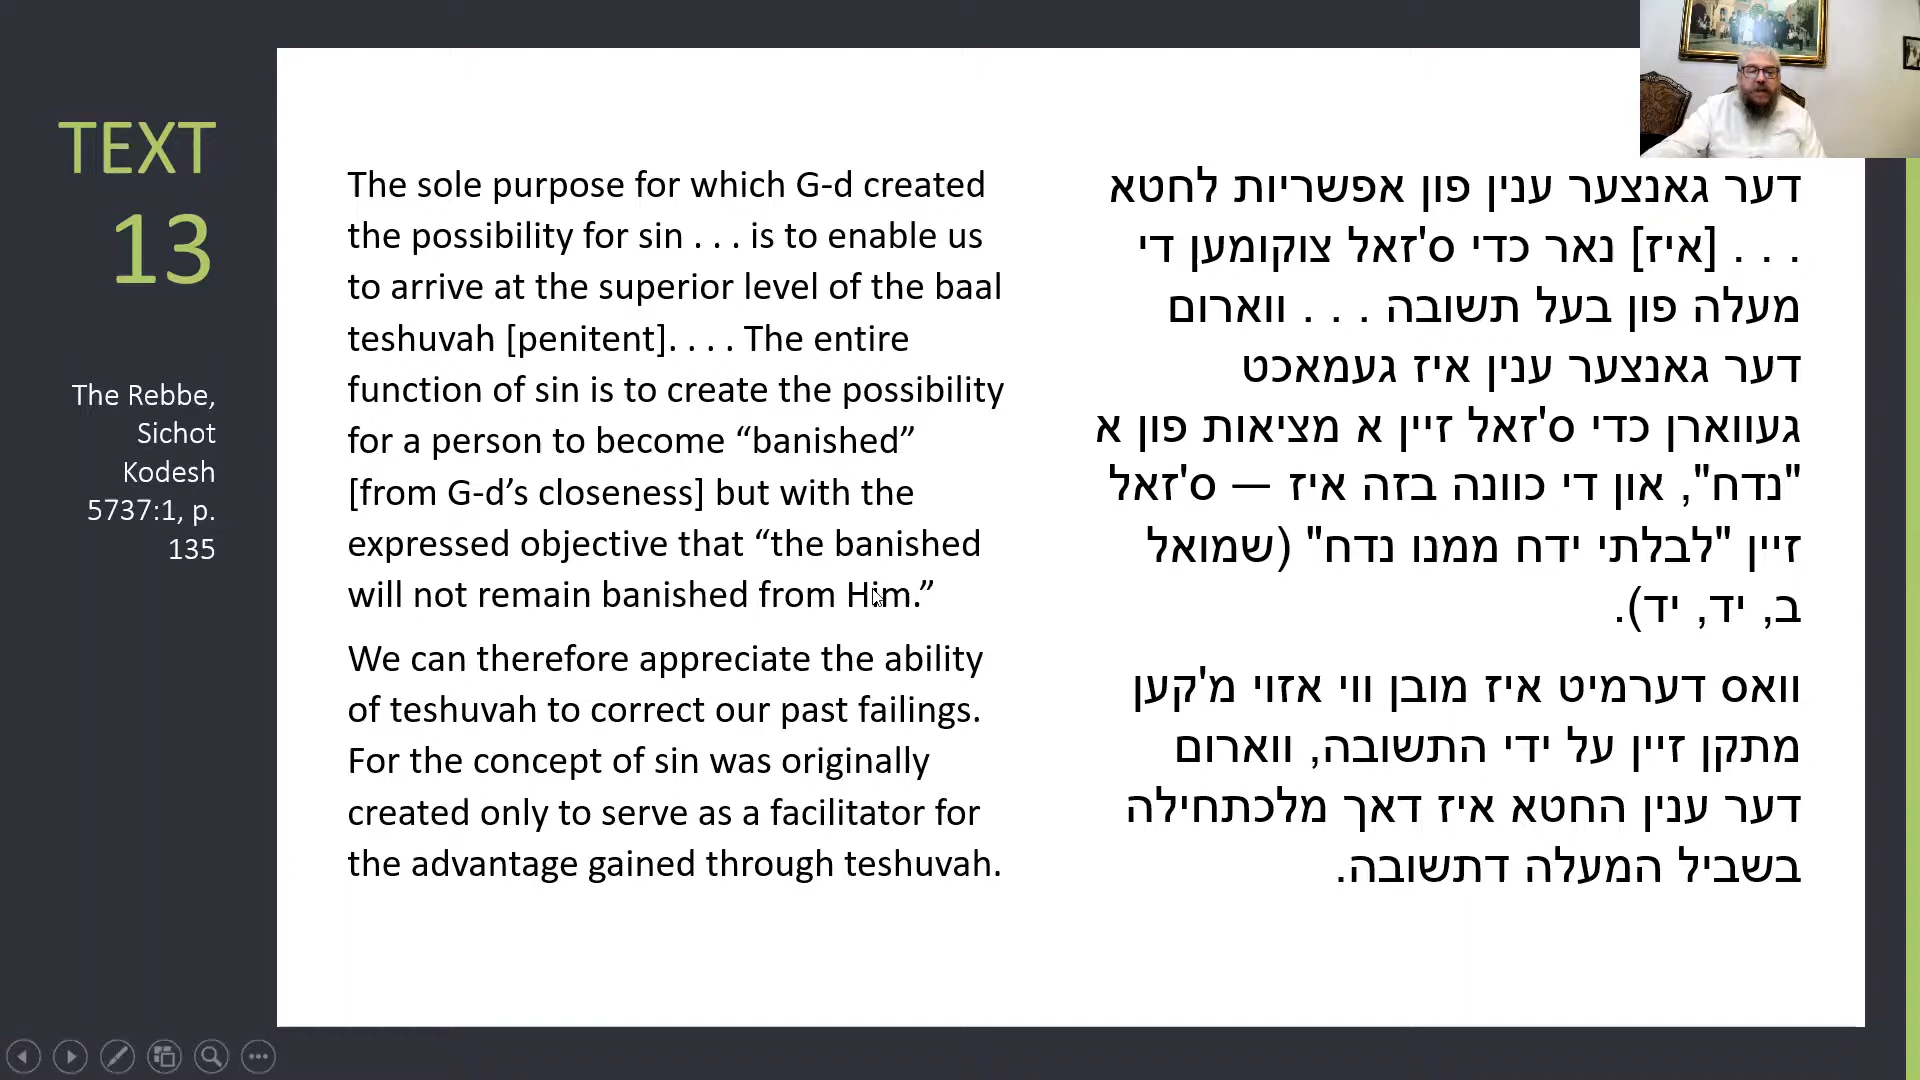 TEXT
13
The Rebbe,
Sichot
Kodesh
5737:1, p.
135
The sole purpose for which G-d created
the possibility for sin . . . is to enable us
to arrive at the superior level of the baal
teshuvah [penitent]. . . . The entire
function of sin is to create the possibility
for a person to become “banished”
[from G-d’s closeness] but with the
expressed objective that “the banished
will not remain banished from Him.”
We can therefore appreciate the ability
of teshuvah to correct our past failings.
For the concept of sin was originally
created only to serve as a facilitator for
the advantage gained through teshuvah.
דער גאנצער ענין פון אפשריות לחטא
. . . [איז] נאר כדי ס'זאל צוקומען די
מעלה פון בעל תשובה . . . ווארום
דער גאנצער ענין איז געמאכט
געווארן כדי ס'זאל זיין א מציאות פון א
"נדח", און די כוונה בזה איז — ס'זאל
זיין "לבלתי ידח ממנו נדח" (שמואל
ב, יד, יד).
וואס דערמיט איז מובן ווי אזוי מ'קען
מתקן זיין על ידי התשובה, ווארום
דער ענין החטא איז דאך מלכתחילה
בשביל המעלה דתשובה.